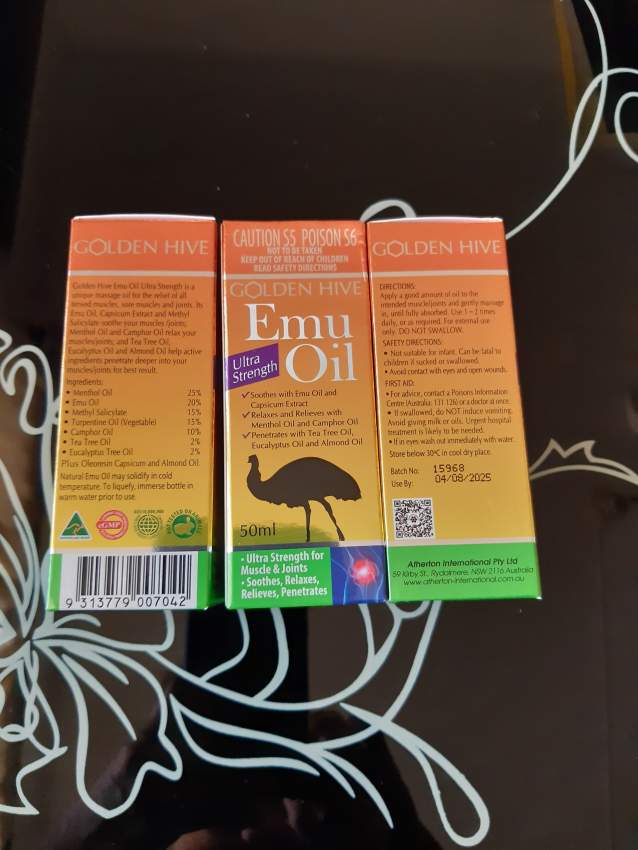 GOLDEN HIVE
Golden Hive Emu Oil Ultra Strength is a
unique massage oil for the relief of all
tensed muscles, sore muscles and joints. Its
Emu Oil, Capsicum Extract and Methyl
Salicylate soothe your muscles /joints;
Menthol Oil and Camphor Oil relax your
muscles/joints; and Tea Tree Oil,
Eucalyptus Oil and Almond Oil help active
ingredients penetrate deeper into your
muscles/joints for best result.
Ingredients:
• Menthol Oil 25%
• Emu Oil 20%
• Methyl Salicylate 15%
• Turpentine Oil (Vegetable) 15%
• Camphor Oil 10%
• Tea Tree Oil 2%
• Eucalyptus Tree Oil 2%
Plus Oleoresin Capsicum and Almond Oil.
Natural Emu Oil may solidify in cold
temperature. To liquefy, immerse bottle in
warm water prior to use.
GMP
9 313779 007042
CAUTION S5 POISON S6
NOT TO BE TAKEN
KEEP OUT OF REACH OF CHILDREN
READ SAFETY DIRECTIONS
GOLDEN HIVE
Emu
Oil
Ultra
Strength
✓Soothes with Emu Oil and
Capsicum Extract
✓Relaxes and Relieves with
Menthol Oil and Camphor Oil
✓Penetrates with Tea Tree Oil,
Eucalyptus Oil and Almond Oil
50ml
• Ultra Strength for
Muscle & Joints
• Soothes, Relaxes,
Relieves, Penetrates
GOLDEN HIVE
DIRECTIONS:
Apply a good amount of oil to the
intended muscle/joints and gently massage
in, until fully absorbed. Use 1-2 times
daily, or as required. For external use
only. DO NOT SWALLOW.
SAFETY DIRECTIONS:
• Not suitable for infant. Can be fatal to
children if sucked or swallowed.
• Avoid contact with eyes and open wounds.
FIRST AID:
• For advice, contact a Poisons Information
Centre (Australia: 131 126) or a doctor at once.
• If swallowed, do NOT induce vomiting.
Avoid giving milk or oils. Urgent hospital
treatment is likely to be needed.
• If in eyes wash out immediately with water.
Store below 30°C in cool dry place.
Batch No: 15968
Use By: 04/08/2025
Atherton International Pty Ltd
59 Kirby St., Rydalmere, NSW 2116 Australia
www.atherton-international.com.au